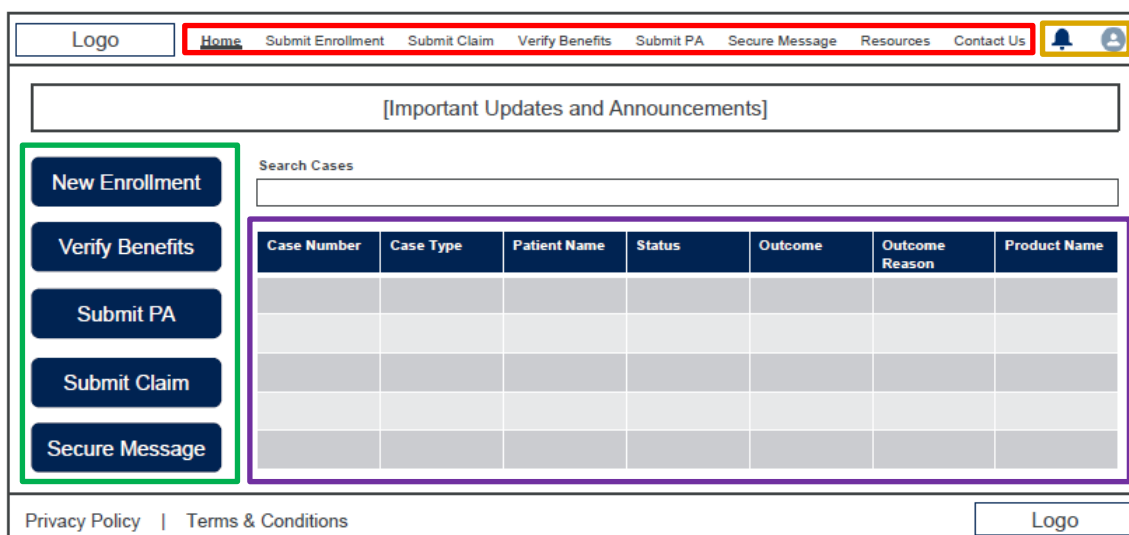 Logo
Home Submit Enrollment Submit Claim Verify Benefits Submit PA Secure Message Resources Contact Us
[Important Updates and Announcements]
New Enrollment
Verify Benefits
Submit PA
Submit Claim
Secure Message
Search Cases
Case Number Case Type Patient Name Status Outcome Outcome Reason Product Name
Privacy Policy | Terms & Conditions
Logo